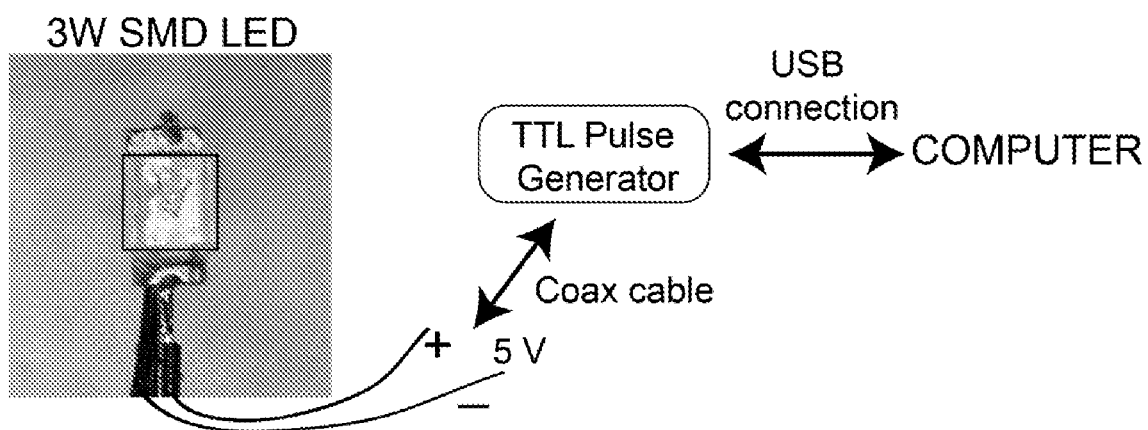 3W SMD LED
USB
connection
TTL Pulse
Generator
COMPUTER
Coax cable
+
5 V
−